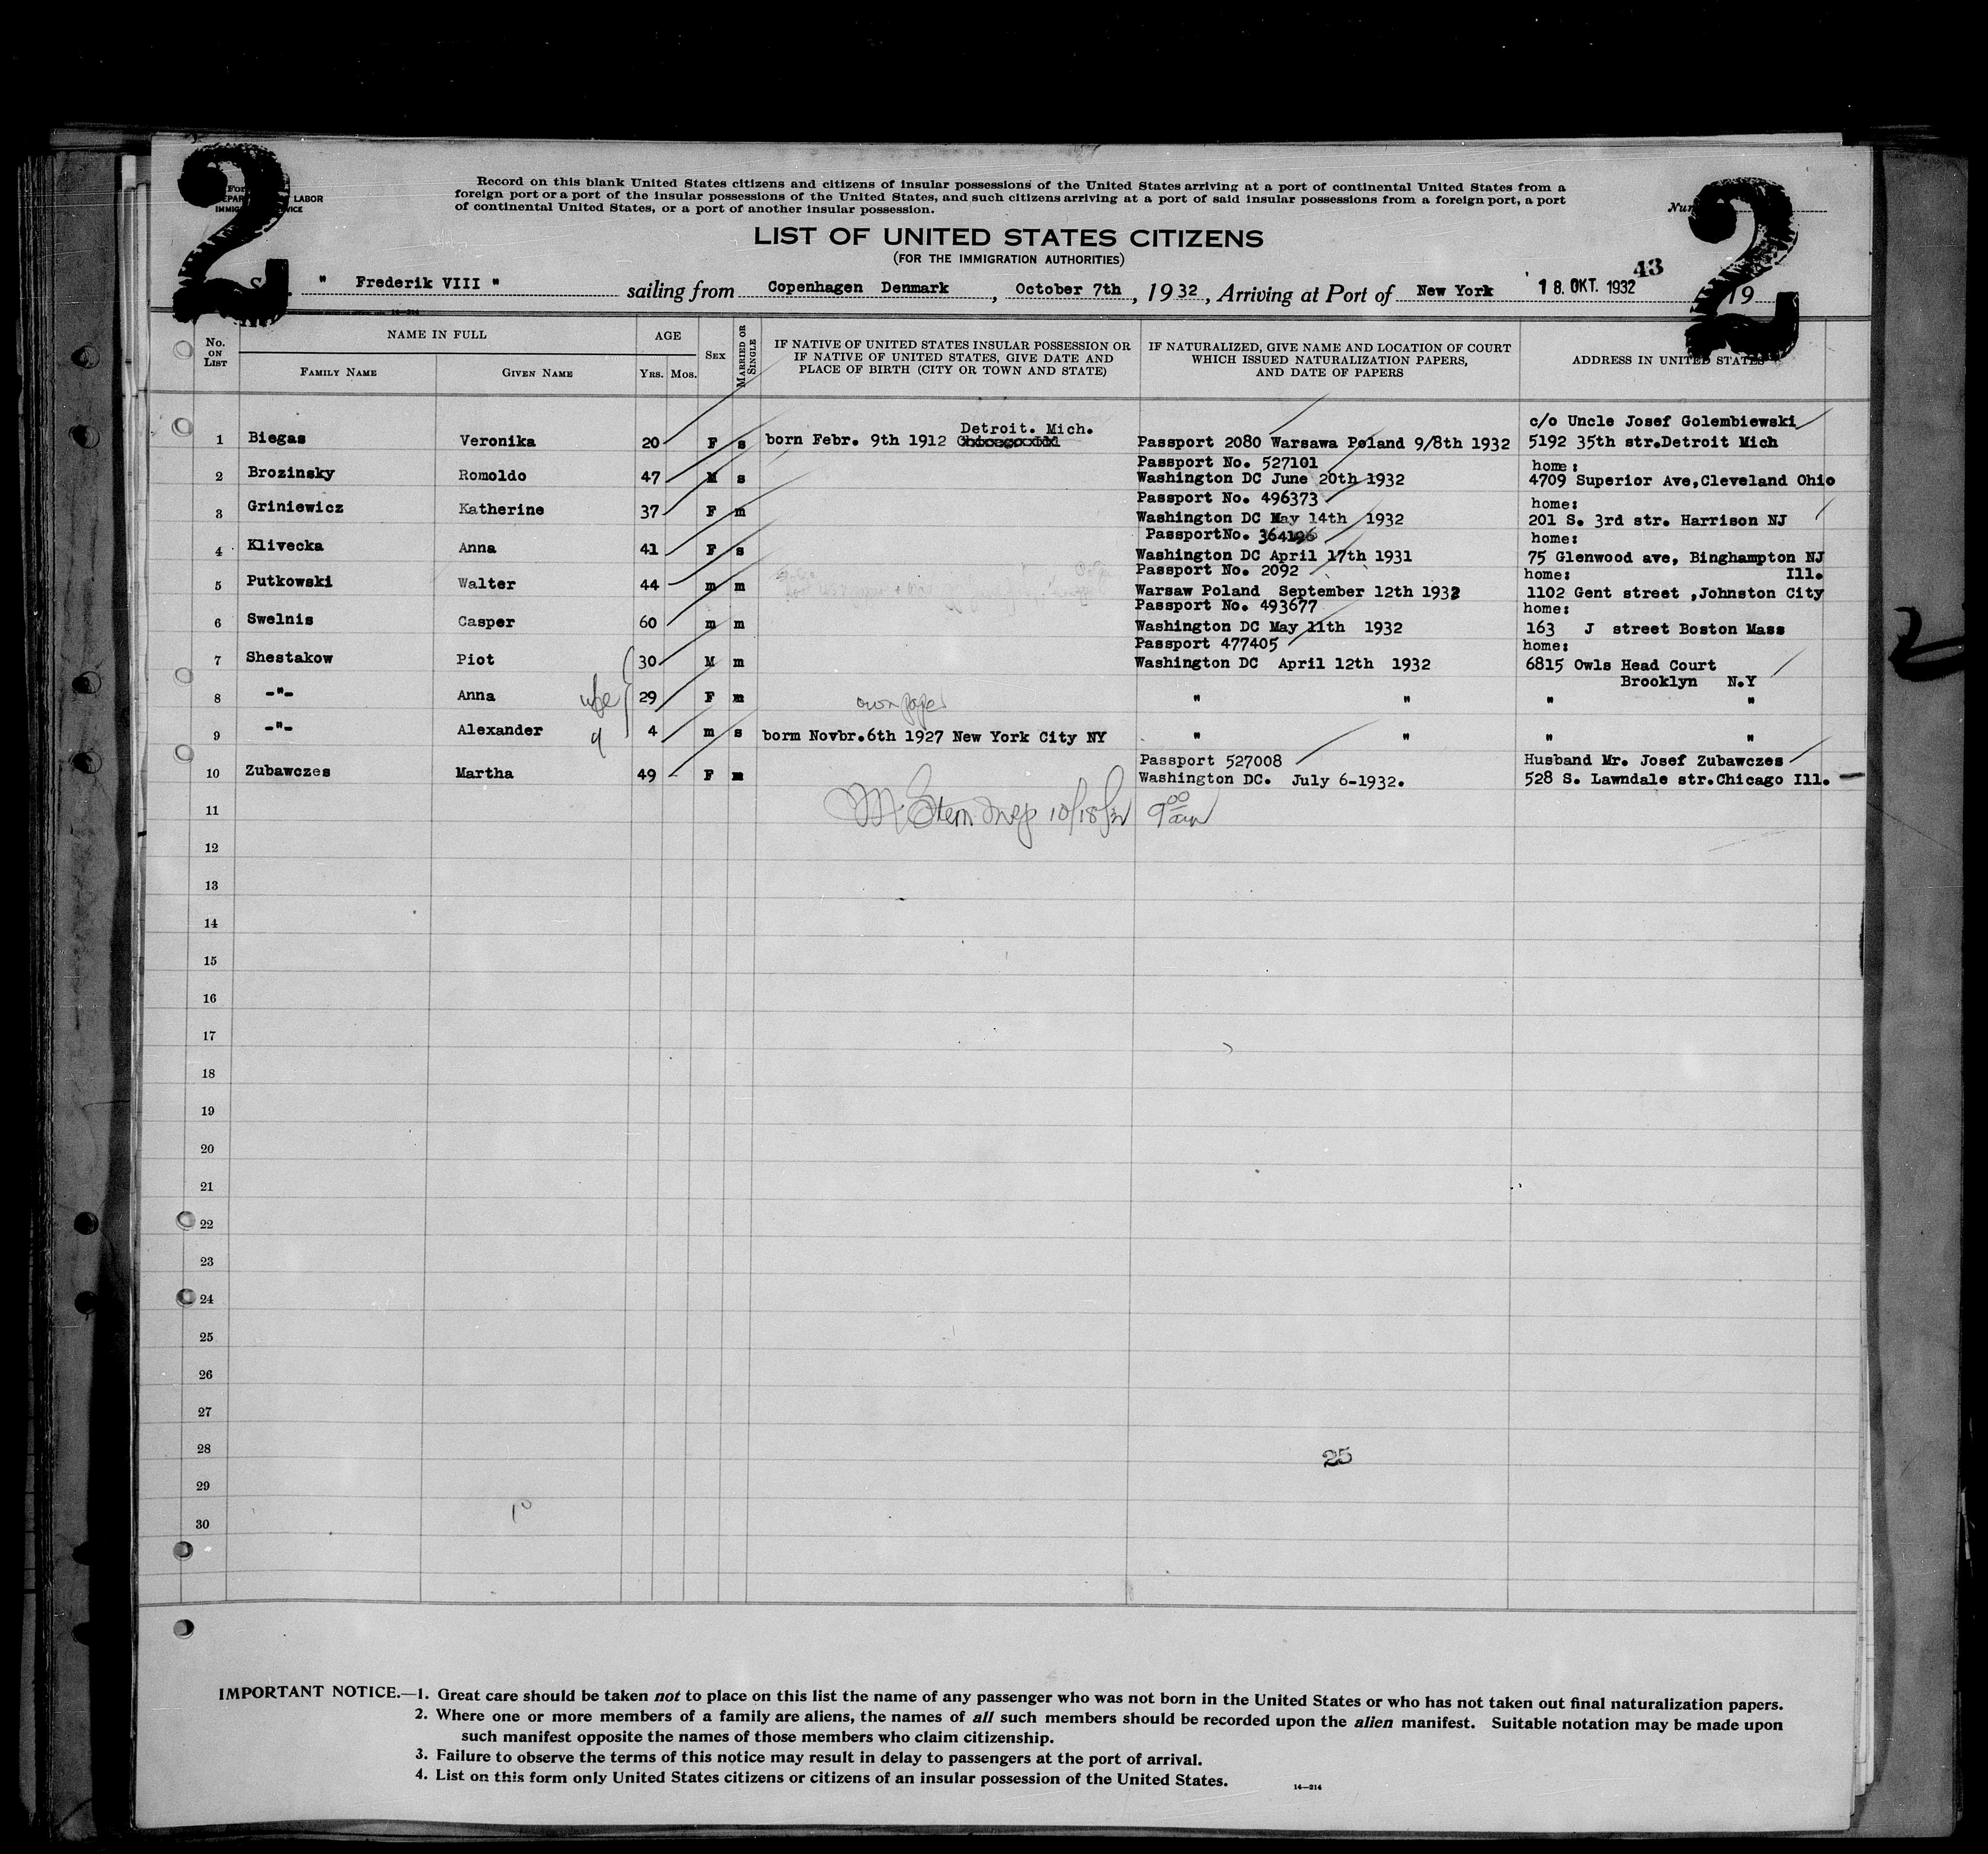 2 2
Form
DEPARTMENT LABOR
IMMIGRATION SERVICE
Record on this blank United States citizens and citizens of insular possessions of the United States arriving at a port of continental United States from a
foreign port or a port of the insular possessions of the United States, and such citizens arriving at a port of said insular possessions from a foreign port, a port
of continental United States, or a port of another insular possession.
LIST OF UNITED STATES CITIZENS
(FOR THE IMMIGRATION AUTHORITIES)
43
S. " Frederik VIII " sailing from Copenhagen Denmark, October 7th, 1932, Arriving at Port of New York 18. OKT. 1932 19
No. ON LIST
NAME IN FULL
FAMILY NAME
GIVEN NAME
AGE
YRS. MOS.
SEX
MARRIED OR SINGLE
IF NATIVE OF UNITED STATES INSULAR POSSESSION OR
IF NATIVE OF UNITED STATES, GIVE DATE AND
PLACE OF BIRTH (CITY OR TOWN AND STATE)
IF NATURALIZED, GIVE NAME AND LOCATION OF COURT
WHICH ISSUED NATURALIZATION PAPERS,
AND DATE OF PAPERS
ADDRESS IN UNITED STATES
Detroit. Mich. c/o Uncle Josef Golembiewski
1 Biegas Veronika 20 F s born Febr. 9th 1912 Passport 2080 Warsawa Poland 9/8th 1932 5192 35th str.Detroit Mich
Passport No. 527101 home:
2 Brozinsky Romoldo 47 M s Washington DC June 20th 1932 4709 Superior Ave,Cleveland Ohio
Passport No. 496373 home:
3 Griniewicz Katherine 37 F m Washington DC May 14th 1932 201 S. 3rd str. Harrison NJ
PassportNo. 364196 home:
4 Klivecka Anna 41 F s Washington DC April 17th 1931 75 Glenwood ave, Binghampton NJ
Passport No. 2092 home: Ill.
5 Putkowski Walter 44 m m Warsaw Poland September 12th 1932 1102 Gent street ,Johnston City
Passport No. 493677 home:
6 Swelnis Casper 60 m m Washington DC May 11th 1932 163 J street Boston Mass
Passport 477405 home:
7 Shestakow Piot 30 M m Washington DC April 12th 1932 6815 Owls Head Court
Brooklyn N.Y
8 -"- Anna wife 29 F m own paper " " " "
9 -"- Alexander 4 m s born Novbr.6th 1927 New York City NY " " " "
Passport 527008 Husband Mr. Josef Zubawczes
10 Zubawczes Martha 49 F m Washington DC. July 6-1932. 528 S. Lawndale str.Chicago Ill.
11 M. Stern Insp 10/18/32 9 00 am
12
13
14
15
16
17
18
19
20
21
22
23
24
25
26
27
28 25
29
10
30
IMPORTANT NOTICE.—1. Great care should be taken not to place on this list the name of any passenger who was not born in the United States or who has not taken out final naturalization papers.
2. Where one or more members of a family are aliens, the names of all such members should be recorded upon the alien manifest. Suitable notation may be made upon
such manifest opposite the names of those members who claim citizenship.
3. Failure to observe the terms of this notice may result in delay to passengers at the port of arrival.
4. List on this form only United States citizens or citizens of an insular possession of the United States.
14—214